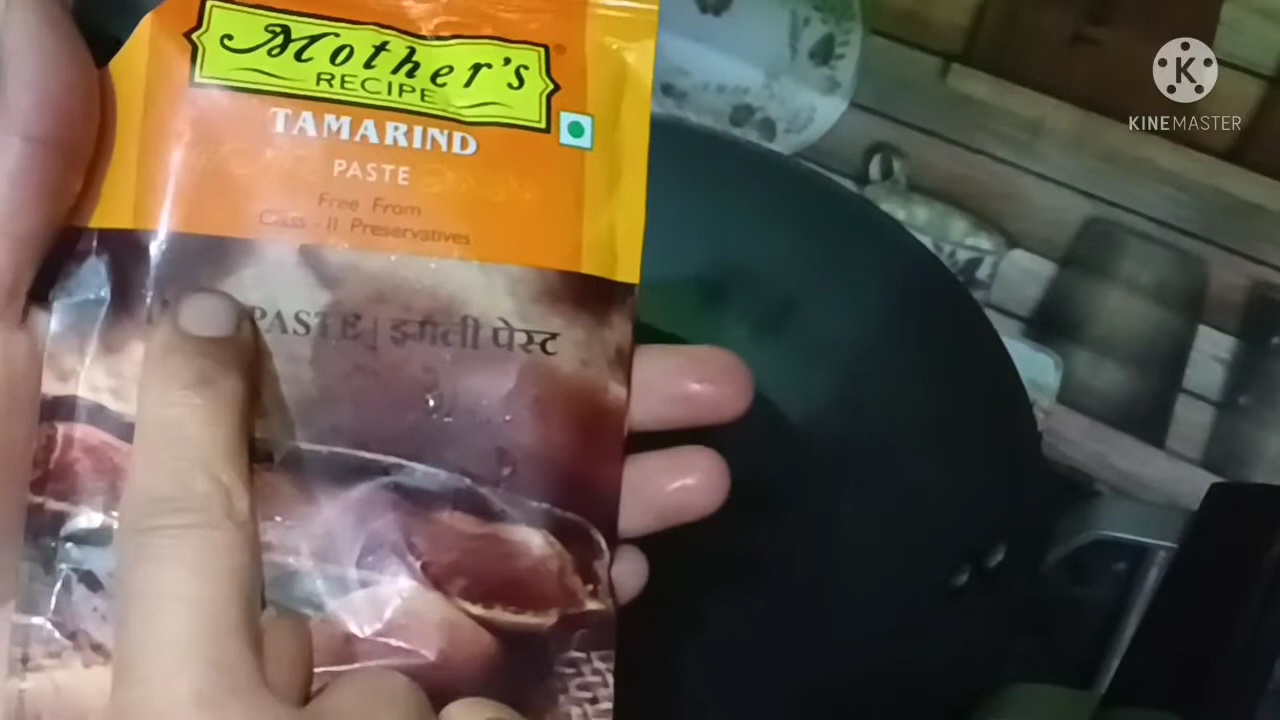 Mother's
RECIPE
TAMARIND
PASTE
Free From
Class - II Preservatives
PASTE | इमली पेस्ट
K
KINEMASTER